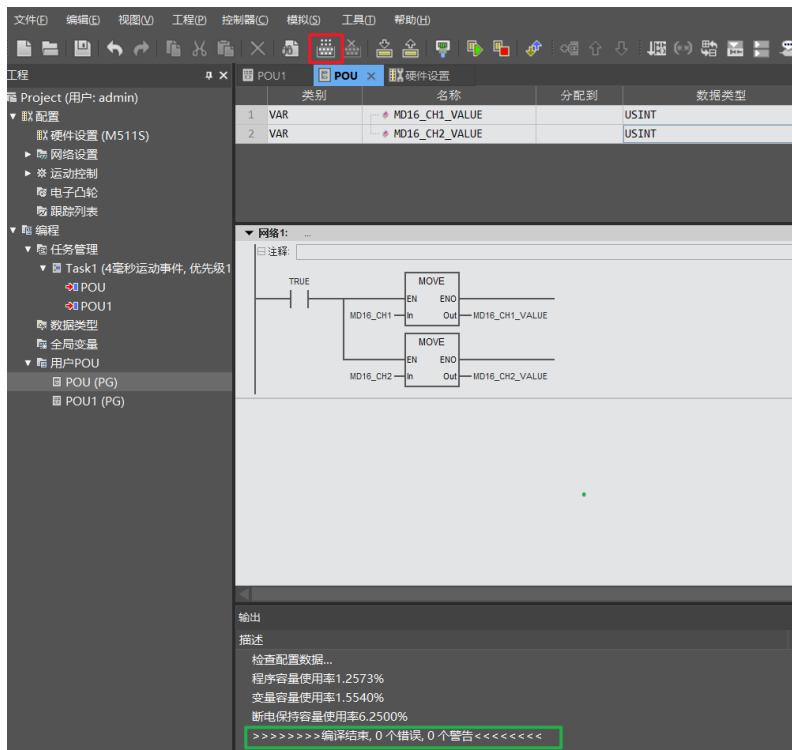 文件(F) 编辑(E) 视图(V) 工程(P) 控制器(C) 模拟(S) 工具(T) 帮助(H)
工程
POU1 POU × 硬件设置
Project (用户: admin)
配置
硬件设置 (M511S)
网络设置
运动控制
电子凸轮
跟踪列表
编程
任务管理
Task1 (4毫秒运动事件, 优先级1
POU
POU1
数据类型
全局变量
用户POU
POU (PG)
POU1 (PG)
类别 名称 分配到 数据类型
1 VAR MD16_CH1_VALUE USINT
2 VAR MD16_CH2_VALUE USINT
网络1: ...
注释:
TRUE MOVE
EN ENO
MD16_CH1 In Out MD16_CH1_VALUE
MOVE
EN ENO
MD16_CH2 In Out MD16_CH2_VALUE
输出
描述
检查配置数据...
程序容量使用率1.2573%
变量容量使用率1.5540%
断电保持容量使用率6.2500%
>>>>>>>>编译结束, 0 个错误, 0 个警告<<<<<<<<